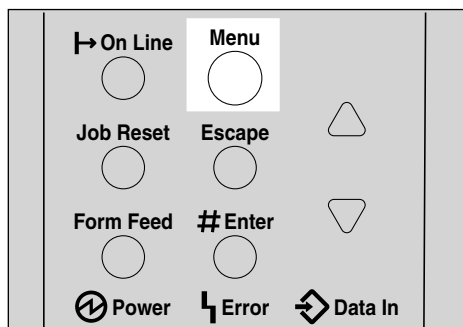 On Line Menu
Job Reset Escape
Form Feed # Enter
Power Error Data In